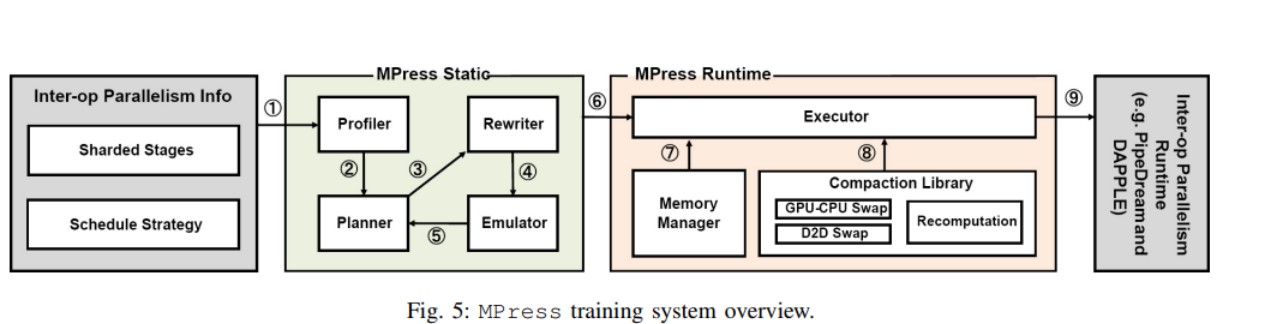 Inter-op Parallelism Info
Sharded Stages
Schedule Strategy
①
MPress Static
Profiler
Rewriter
②
③
④
Planner
Emulator
⑤
⑥
MPress Runtime
Executor
⑦
⑧
Memory
Manager
Compaction Library
GPU-CPU Swap
D2D Swap
Recomputation
⑨
Inter-op Parallelism
Runtime
(e.g. PipeDreamand
DAPPLE)
Fig. 5: MPress training system overview.